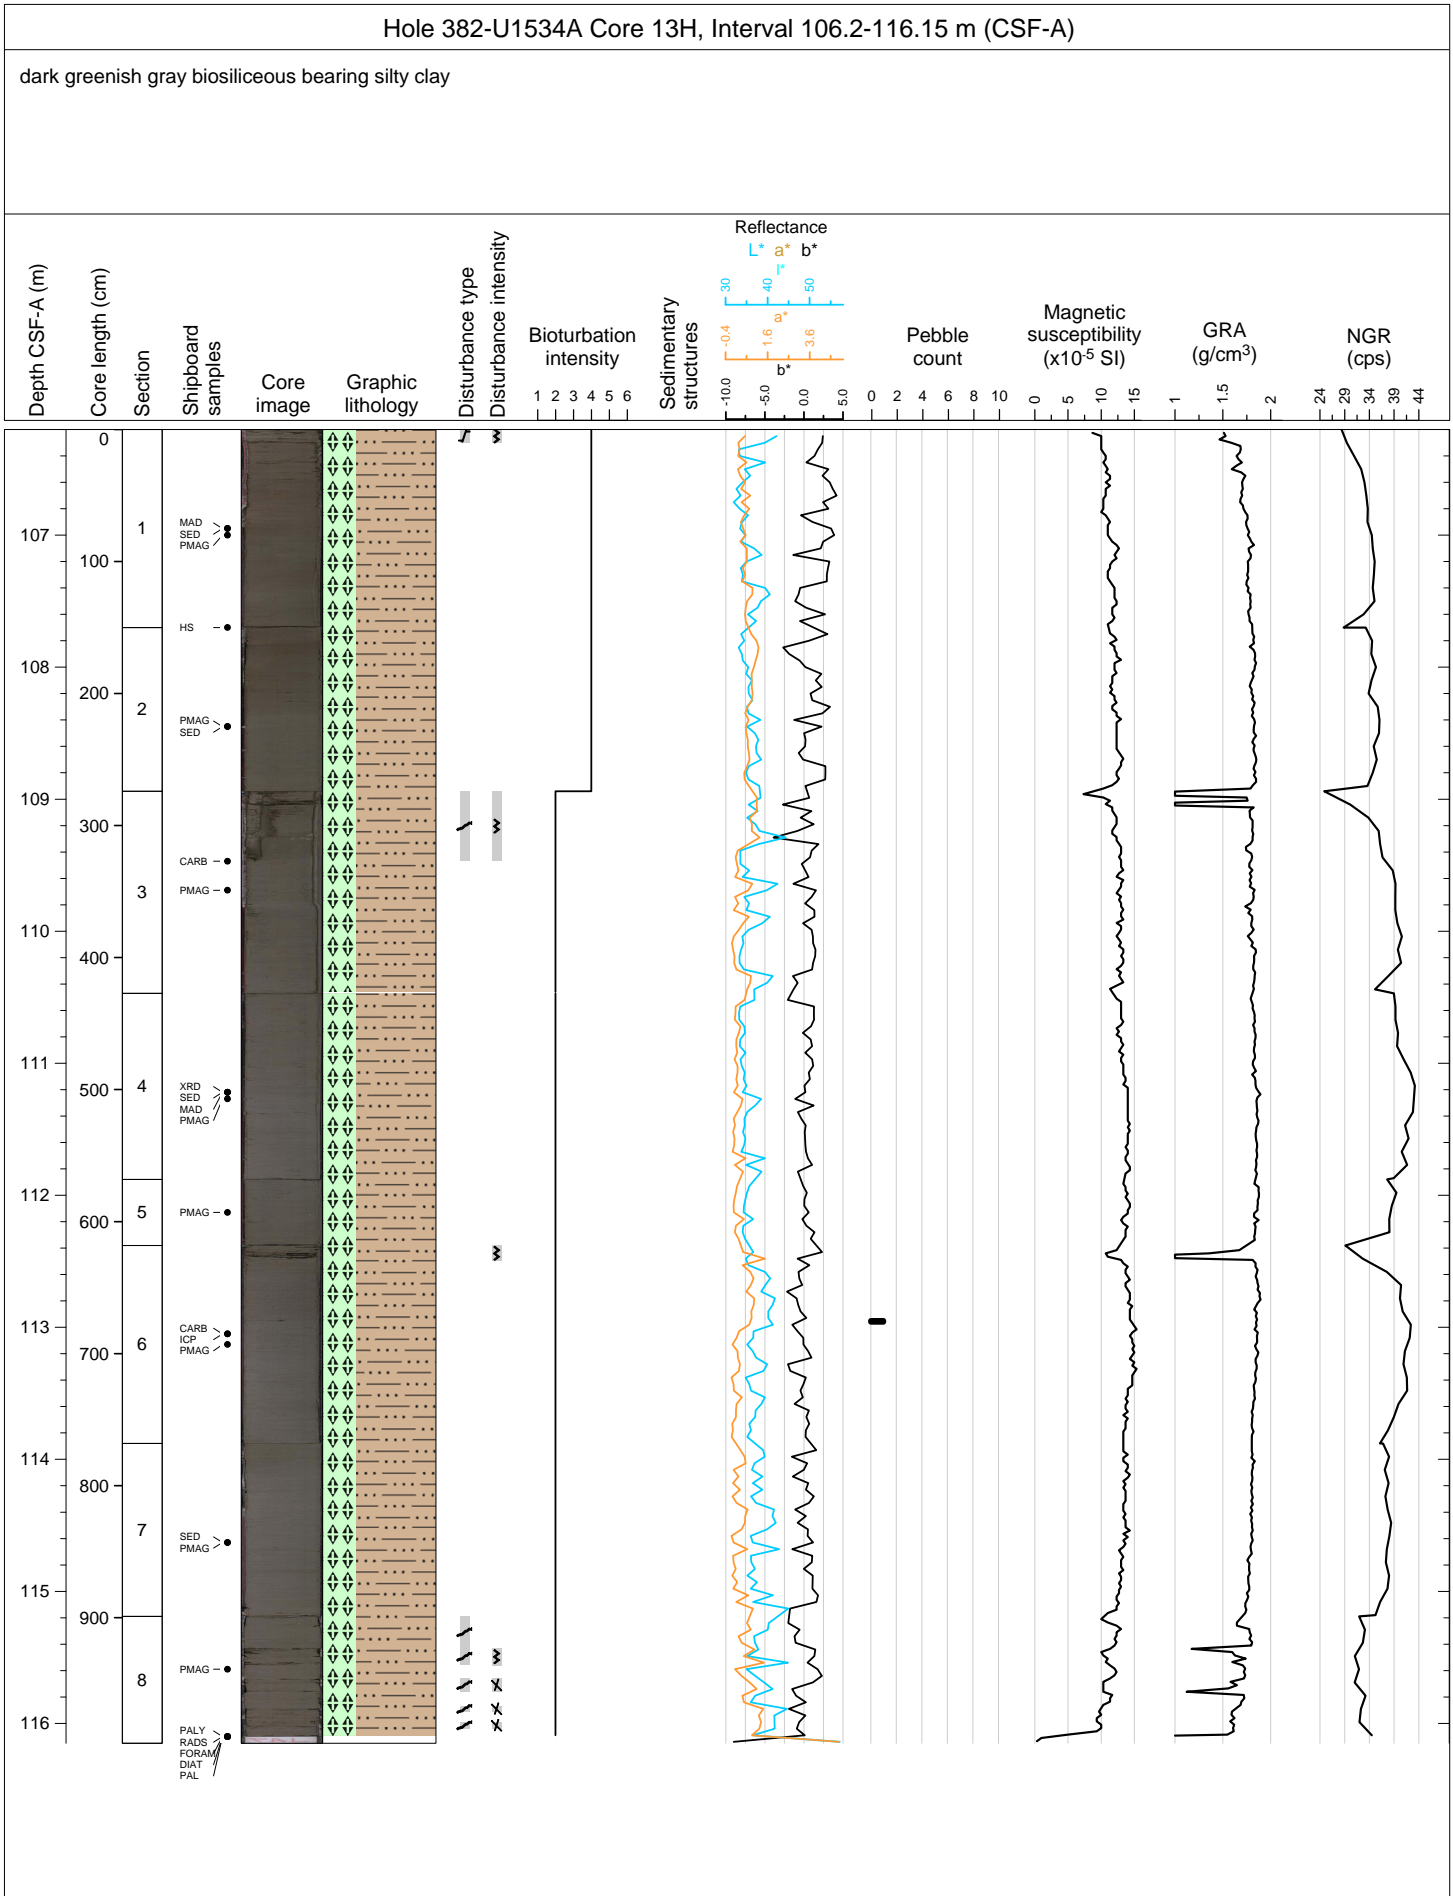 Hole 382-U1534A Core 13H, Interval 106.2-116.15 m (CSF-A)
dark greenish gray biosiliceous bearing silty clay
Depth CSF-A (m)
Core length (cm)
Section
Shipboard samples
Core image
Graphic lithology
Disturbance type
Disturbance intensity
Bioturbation intensity
1 2 3 4 5 6
Sedimentary structures
Reflectance
L* a* b*
l*
30 40 50
a*
-0.4 1.6 3.6
b*
-10.0 -5.0 0.0 5.0
Pebble count
0 2 4 6 8 10
Magnetic susceptibility (x10-5 SI)
0 5 10 15
GRA (g/cm3)
1 1.5 2
NGR (cps)
24 29 34 39 44
0
1
MAD
SED
PMAG
107
100
HS
108
200
2
PMAG
SED
109
300
CARB
3
PMAG
110
400
111
XRD
SED
MAD
PMAG
500
4
112
600
5
PMAG
113
CARB
ICP
PMAG
700
6
114
800
SED
PMAG
7
115
900
PMAG
8
116
PALY
RADS
FORAM
DIAT
PAL